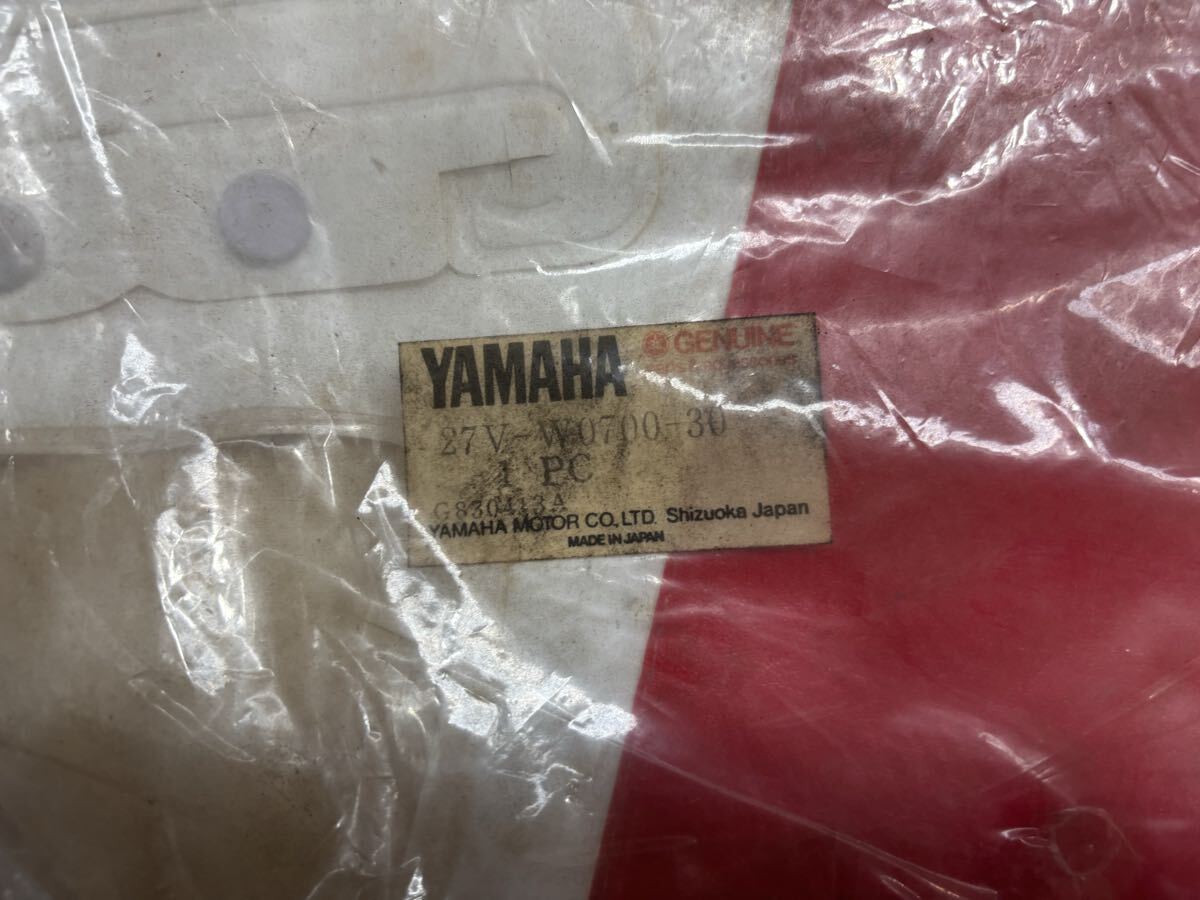 YAMAHA
GENUINE
27V-W0700-30
1 PC
YAMAHA MOTOR CO., LTD. Shizuoka Japan
MADE IN JAPAN